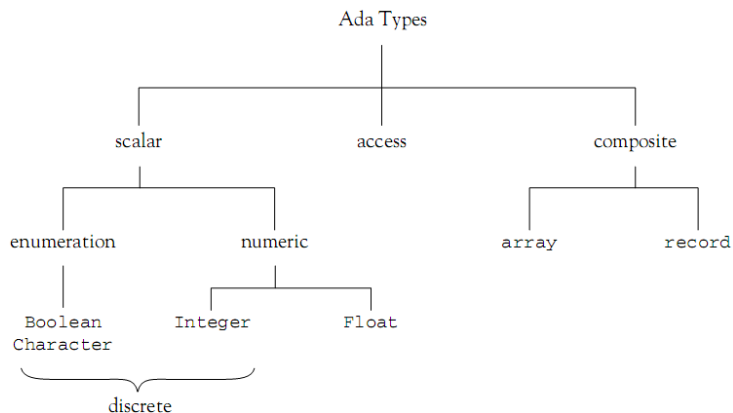 Ada Types
scalar access composite
enumeration numeric array record
Boolean Integer Float
Character
discrete